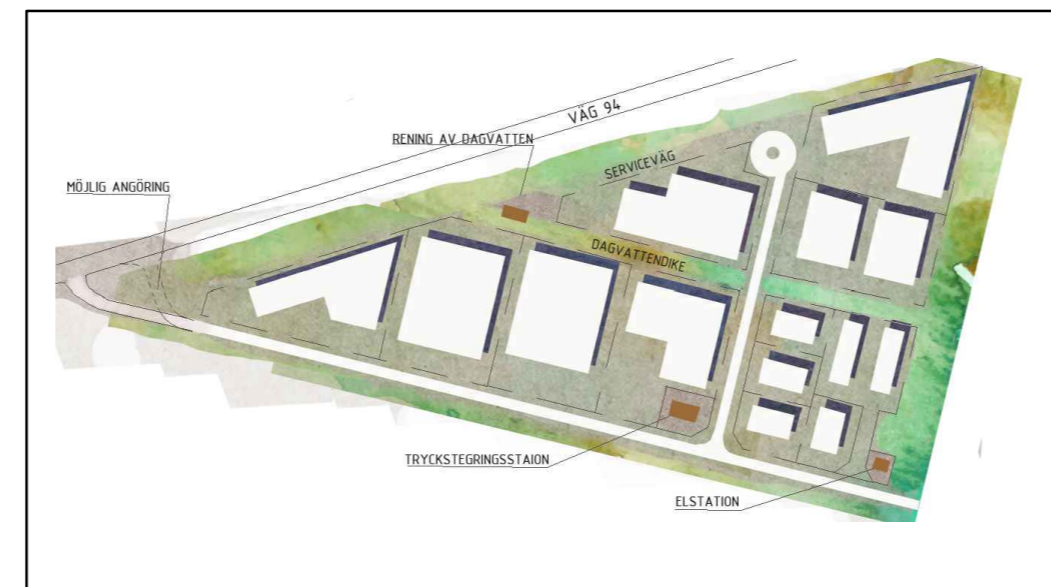 VÄG 94
RENING AV DAGVATTEN
SERVICEVÄG
MÖJLIG ANGÖRING
DAGVATTENDIKE
TRYCKSTEGRINGSSTAION
ELSTATION